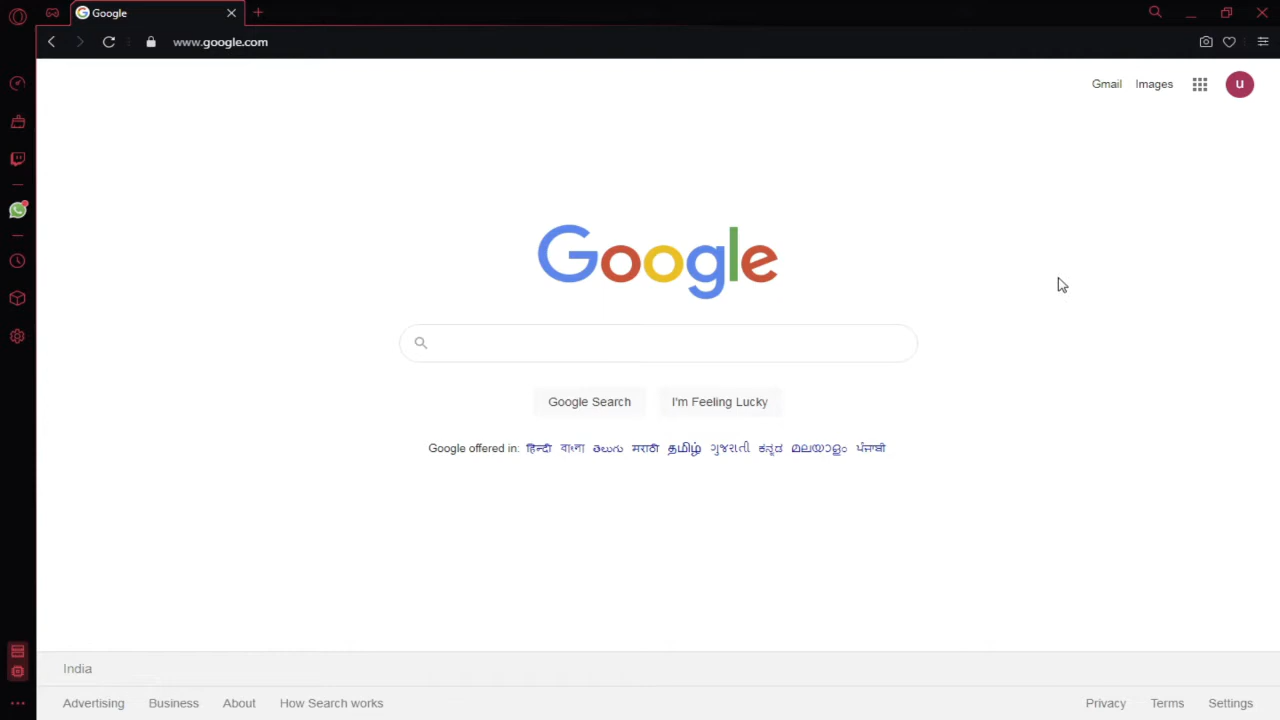 Google
www.google.com
Gmail Images u
Google
Google Search I'm Feeling Lucky
Google offered in: हिन्दी বাংলা తెలుగు मराठी தமிழ் ગુજરાતી ಕನ್ನಡ മലയാളം ਪੰਜਾਬੀ
India
Advertising Business About How Search works Privacy Terms Settings